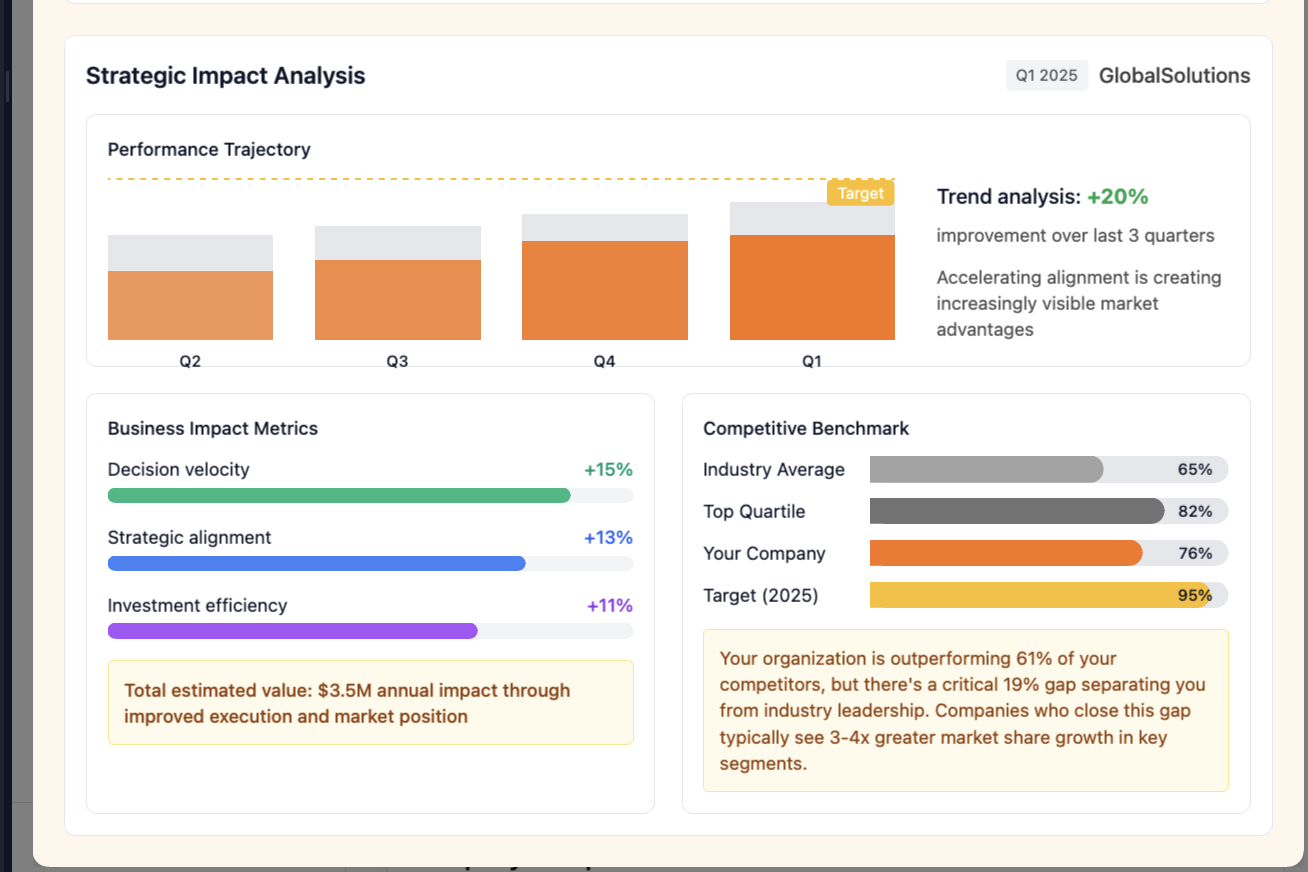 Strategic Impact Analysis
Q1 2025
GlobalSolutions
Performance Trajectory
Target
Q2
Q3
Q4
Q1
Trend analysis: +20%
improvement over last 3 quarters
Accelerating alignment is creating
increasingly visible market
advantages
Business Impact Metrics
Decision velocity
+15%
Strategic alignment
+13%
Investment efficiency
+11%
Total estimated value: $3.5M annual impact through
improved execution and market position
Competitive Benchmark
Industry Average
65%
Top Quartile
82%
Your Company
76%
Target (2025)
95%
Your organization is outperforming 61% of your
competitors, but there's a critical 19% gap separating you
from industry leadership. Companies who close this gap
typically see 3-4x greater market share growth in key
segments.